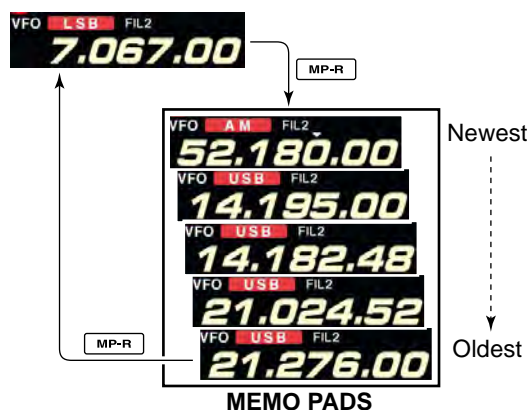 VFO LSB FIL2
7.067.00
MP-R
VFO AM FIL2
52.180.00
Newest
VFO USB FIL2
14.195.00
VFO USB FIL2
14.182.48
VFO USB FIL2
21.024.52
VFO USB FIL2
21.276.00
Oldest
MP-R
MEMO PADS